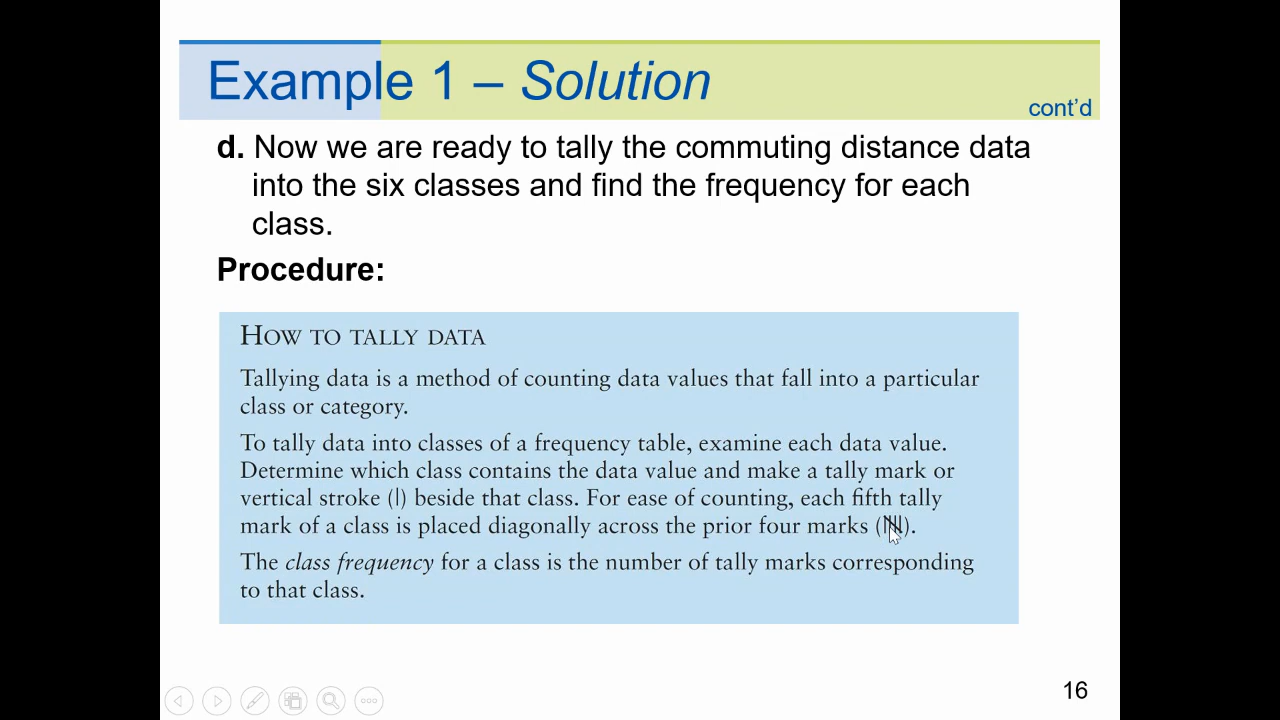 Example 1 – Solution
cont’d
d. Now we are ready to tally the commuting distance data
into the six classes and find the frequency for each
class.
Procedure:
HOW TO TALLY DATA
Tallying data is a method of counting data values that fall into a particular
class or category.
To tally data into classes of a frequency table, examine each data value.
Determine which class contains the data value and make a tally mark or
vertical stroke (|) beside that class. For ease of counting, each fifth tally
mark of a class is placed diagonally across the prior four marks (𝍸).
The class frequency for a class is the number of tally marks corresponding
to that class.
16